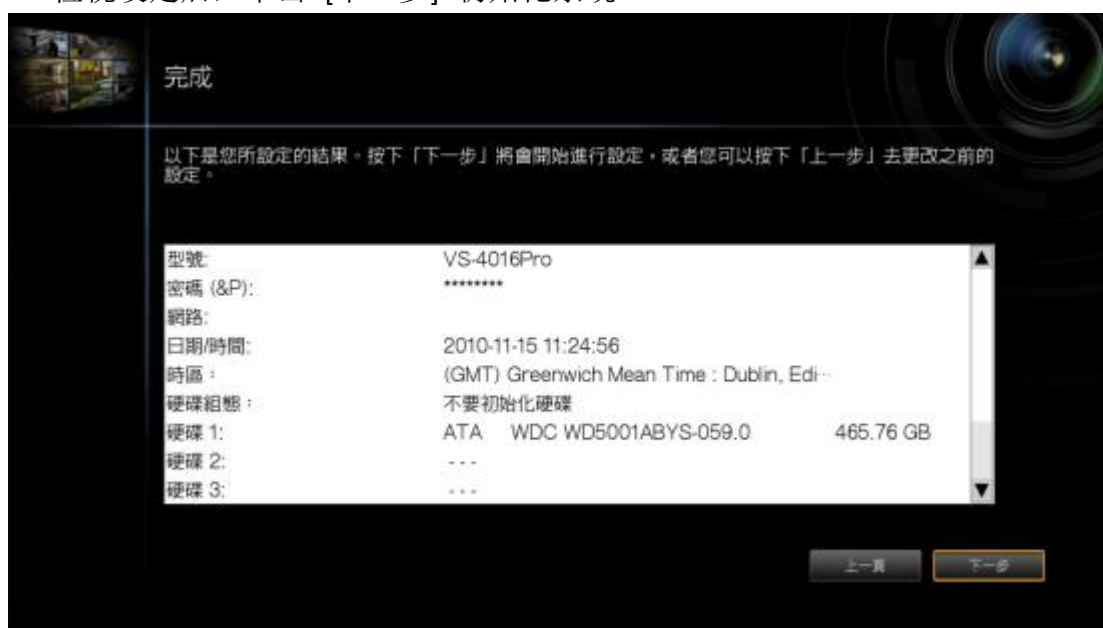 完成
以下是您所設定的結果。按下「下一步」將會開始進行設定，或者您可以按下「上一步」去更改之前的
設定。
型號: VS-4016Pro
密碼 (&P): ********
網路:
日期/時間: 2010-11-15 11:24:56
時區： (GMT) Greenwich Mean Time : Dublin, Edi…
硬碟組態： 不要初始化硬碟
硬碟 1: ATA WDC WD5001ABYS-059.0 465.76 GB
硬碟 2: ---
硬碟 3: ---
上一頁 下一步